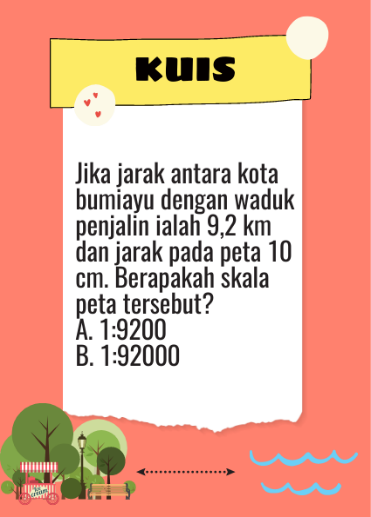 KUIS
Jika jarak antara kota
bumiayu dengan waduk
penjalin ialah 9,2 km
dan jarak pada peta 10
cm. Berapakah skala
peta tersebut?
A. 1:9200
B. 1:92000